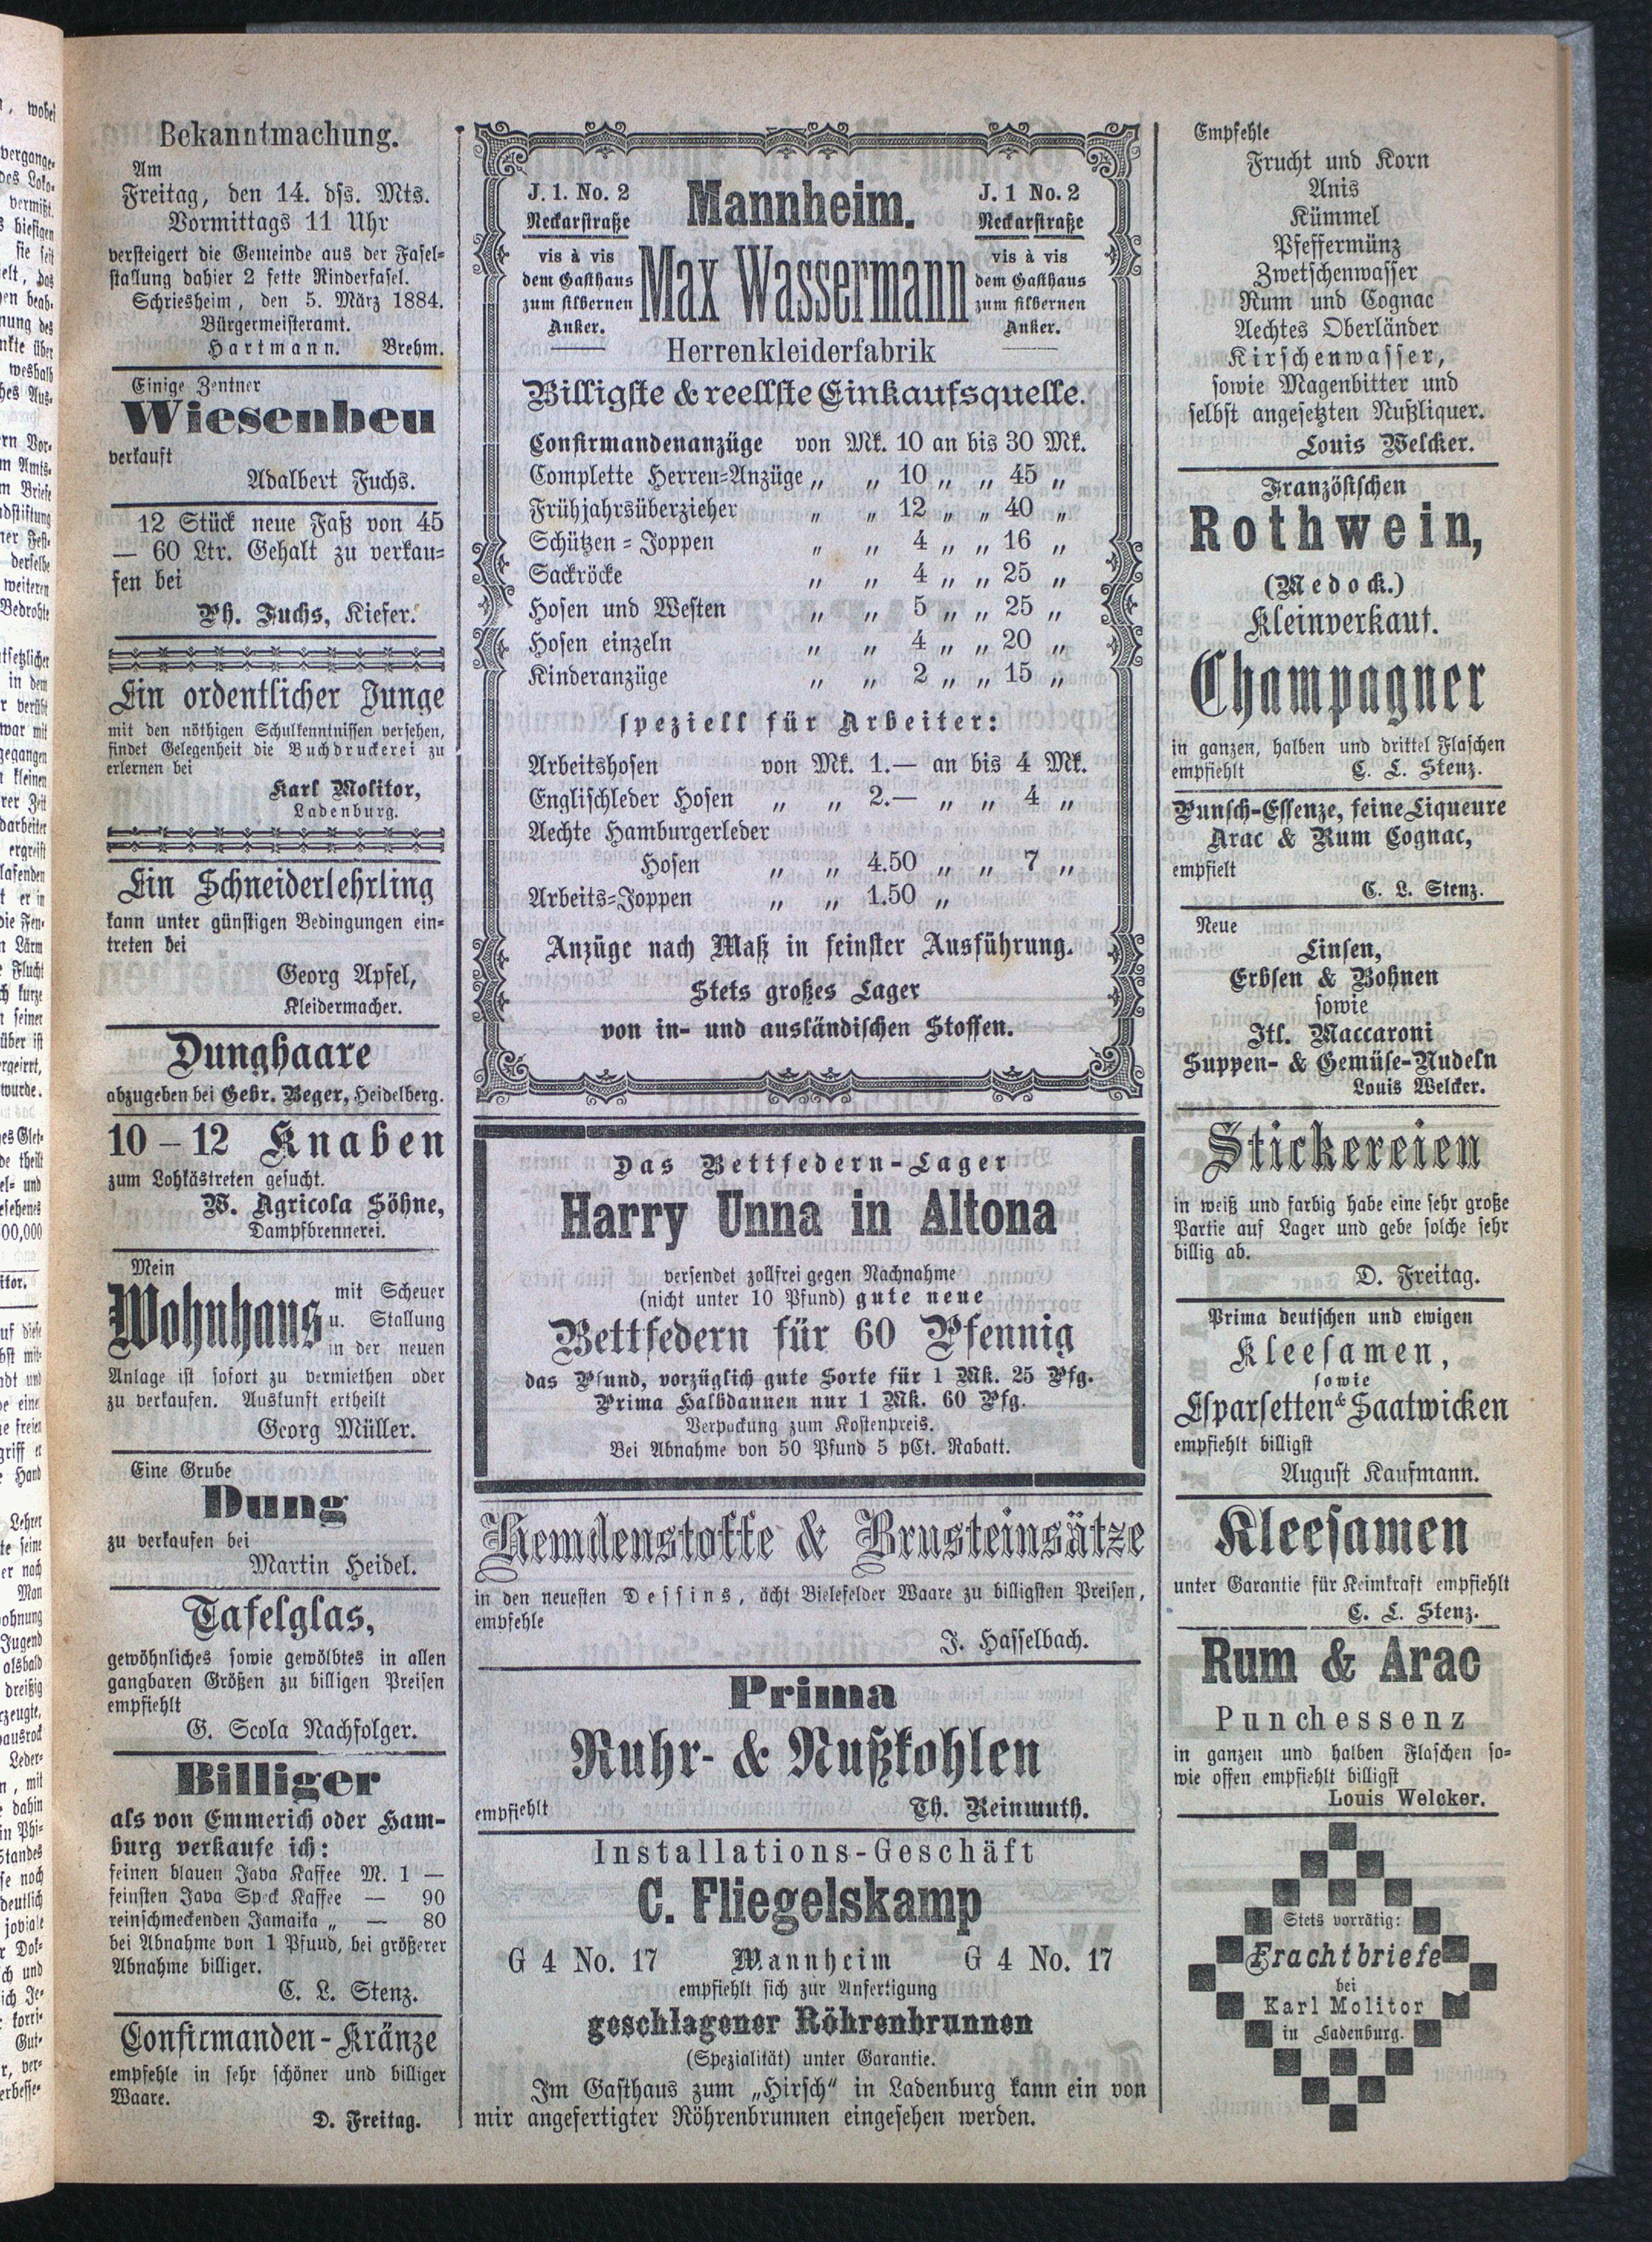 Bekanntmachung.
Am
Freitag, den 14. dss. Mts.
Vormittags 11 Uhr
versteigert die Gemeinde aus der Fasel=
stallung dahier 2 fette Rinderfasel.
Schriesheim, den 5. März 1884.
Bürgermeisteramt.
Hartmann. Brehm.
Einige Zentner
Wiesenheu
verkauft
Adalbert Fuchs.
12 Stück neue Faß von 45
— 60 Ltr. Gehalt zu verkau=
fen bei
Ph. Fuchs, Kiefer.
Ein ordentlicher Junge
mit den nöthigen Schulkenntnissen versehen,
findet Gelegenheit die Buchdruckerei zu
erlernen bei
Karl Molitor,
Ladenburg.
Ein Schneiderlehrling
kann unter günstigen Bedingungen ein=
treten bei
Georg Apfel,
Kleidermacher.
Dunghaare
abzugeben bei Gebr. Beger, Heidelberg.
10 – 12 Knaben
zum Lohkästreten gesucht.
W. Agricola Söhne,
Dampfbrennerei.
Mein
Wohnhaus mit Scheuer
u. Stallung
in der neuen
Anlage ist sofort zu vermiethen oder
zu verkaufen. Auskunft ertheilt
Georg Müller.
Eine Grube
Dung
zu verkaufen bei
Martin Heidel.
Tafelglas,
gewöhnliches sowie gewölbtes in allen
gangbaren Größen zu billigen Preisen
empfiehlt
G. Scola Nachfolger.
Billiger
als von Emmerich oder Ham-
burg verkaufe ich:
feinen blauen Java Kaffee M. 1 —
feinsten Java Speck Kaffee — 90
reinschmeckenden Jamaika „ — 80
bei Abnahme von 1 Pfuud, bei größerer
Abnahme billiger.
C. L. Stenz.
Confirmanden-Kränze
empfehle in sehr schöner und billiger
Waare.
D. Freitag.
J. 1. No. 2 Mannheim. J. 1 No. 2
Neckarstraße Neckarstraße
vis à vis Max Wassermann vis à vis
dem Gasthaus dem Gasthaus
zum silbernen zum silbernen
Anker. Anker.
Herrenkleiderfabrik
Billigste & reellste Einkaufsquelle.
Confirmandenanzüge von Mk. 10 an bis 30 Mk.
Complette Herren=Anzüge „ „ 10 „ „ 45 „
Frühjahrsüberzieher „ „ 12 „ „ 40 „
Schützen=Joppen „ „ 4 „ „ 16 „
Sackröcke „ „ 4 „ „ 25 „
Hosen und Westen „ „ 5 „ „ 25 „
Hosen einzeln „ „ 4 „ „ 20 „
Kinderanzüge „ „ 2 „ „ 15 „
speziell für Arbeiter:
Arbeitshosen von Mk. 1.— an bis 4 Mk.
Englischleder Hosen „ „ 2.— „ „ 4 „
Aechte Hamburgerleder
Hosen „ „ 4.50 „ „ 7 „
Arbeits=Joppen „ „ 1.50 „
Anzüge nach Maß in feinster Ausführung.
Stets großes Lager
von in- und ausländischen Stoffen.
Das Bettfedern-Lager
Harry Unna in Altona
versendet zollfrei gegen Nachnahme
(nicht unter 10 Pfund) gute neue
Bettfedern für 60 Pfennig
das Pfund, vorzüglich gute Sorte für 1 Mk. 25 Pfg.
Prima Halbdaunen nur 1 Mk. 60 Pfg.
Verpackung zum Kostenpreis.
Bei Abnahme von 50 Pfund 5 pCt. Rabatt.
Hemdenstoffe & Brusteinsätze
in den neuesten Dessins, ächt Bielefelder Waare zu billigsten Preisen,
empfehle
J. Hasselbach.
Prima
Ruhr- & Nußkohlen
empfiehlt Th. Reinmuth.
Installations-Geschäft
C. Fliegelskamp
G 4 No. 17 Mannheim G 4 No. 17
empfiehlt sich zur Anfertigung
geschlagener Röhrenbrunnen
(Spezialität) unter Garantie.
Im Gasthaus zum „Hirsch“ in Ladenburg kann ein von
mir angefertigter Röhrenbrunnen eingesehen werden.
Empfehle
Frucht und Korn
Anis
Kümmel
Pfeffermünz
Zwetschenwasser
Rum und Cognac
Aechtes Oberländer
Kirschenwasser,
sowie Magenbitter und
selbst angesetzten Nußliquer.
Louis Welcker.
Französischen
Rothwein,
(Medock.)
Kleinverkauf.
Champagner
in ganzen, halben und drittel Flaschen
empfiehlt C. L. Stenz.
Punsch-Essenze, feine Liqueure
Arac & Rum Cognac,
empfielt
C. L. Stenz.
Neue
Linsen,
Erbsen & Bohnen
sowie
Itl. Maccaroni
Suppen- & Gemüse-Nudeln
Louis Welcker.
Stickereien
in weiß und farbig habe eine sehr große
Partie auf Lager und gebe solche sehr
billig ab.
D. Freitag.
Prima deutschen und ewigen
Kleesamen,
sowie
Esparsetten & Saatwicken
empfiehlt billigst
August Kaufmann.
Kleesamen
unter Garantie für Keimkraft empfiehlt
C. L. Stenz.
Rum & Arac
Punchessenz
in ganzen und halben Flaschen so=
wie offen empfiehlt billigst
Louis Welcker.
Stets vorrätig:
Frachtbriefe
bei
Karl Molitor
in Ladenburg.